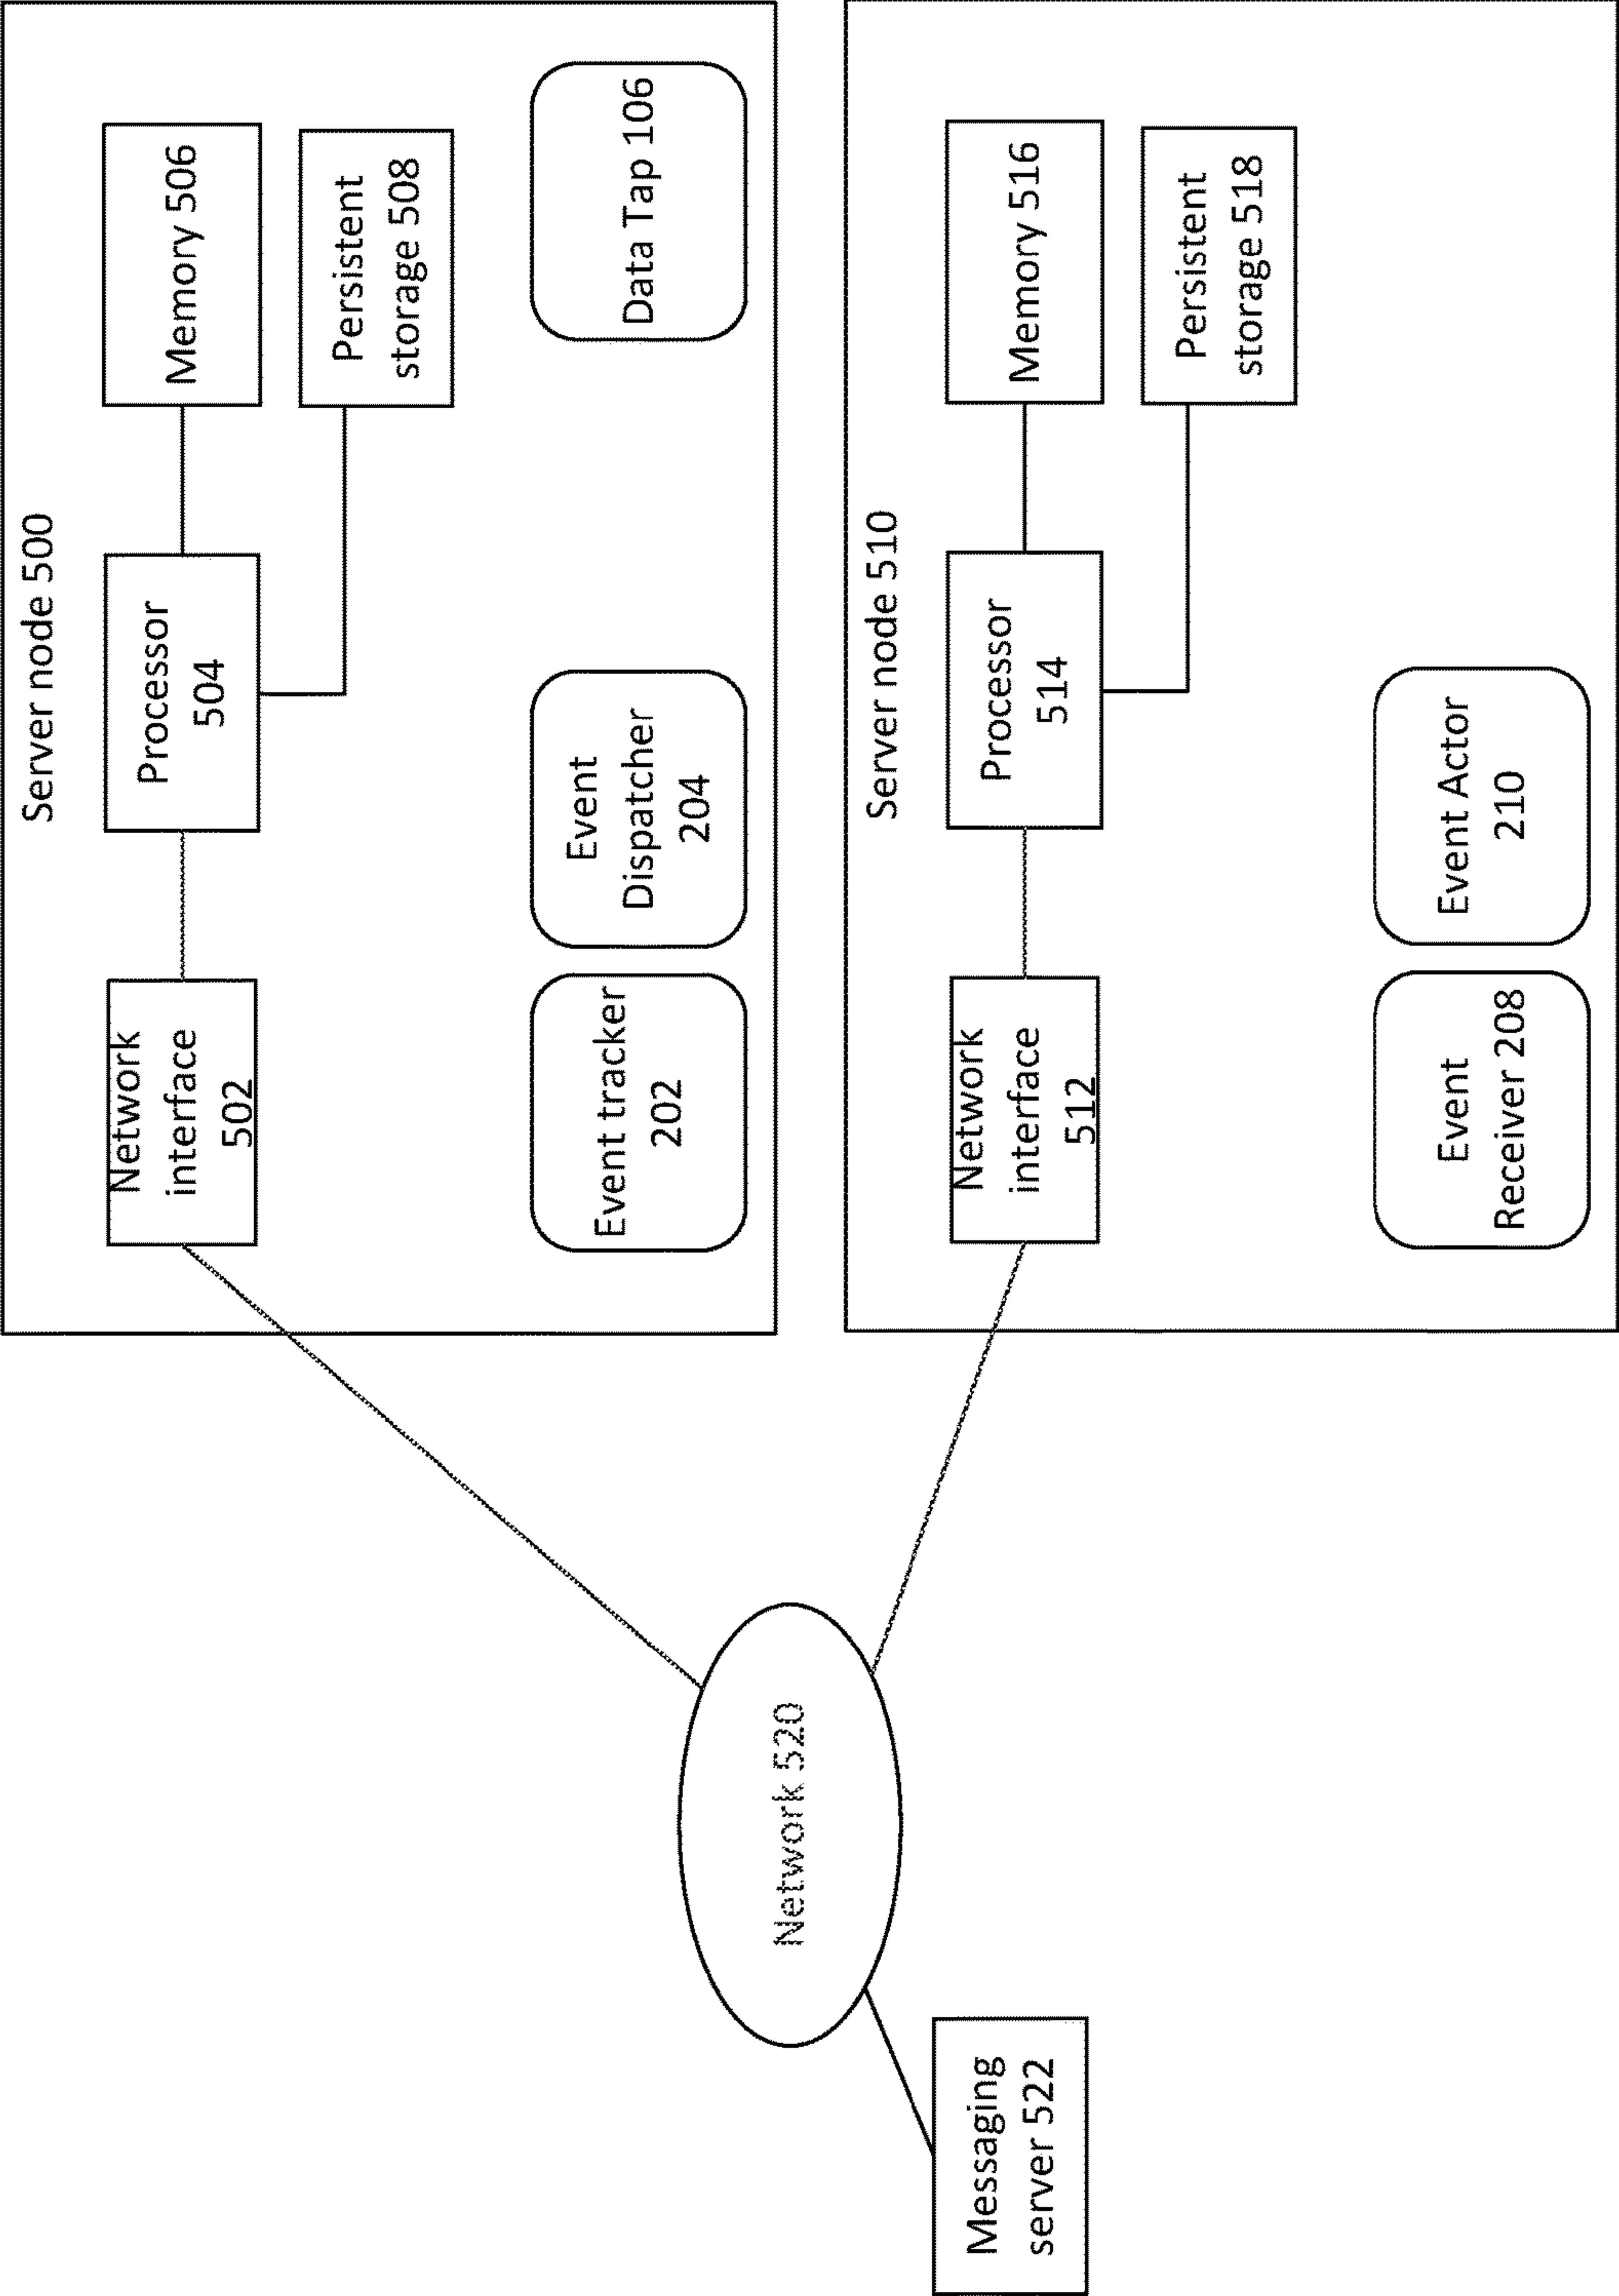 Server node 500
Network
interface
502
Processor
504
Memory 506
Persistent
storage 508
Event tracker
202
Event
Dispatcher
204
Data Tap 106
Server node 510
Network
interface
512
Processor
514
Memory 516
Persistent
storage 518
Event
Receiver 208
Event Actor
210
Network 520
Messaging
server 522